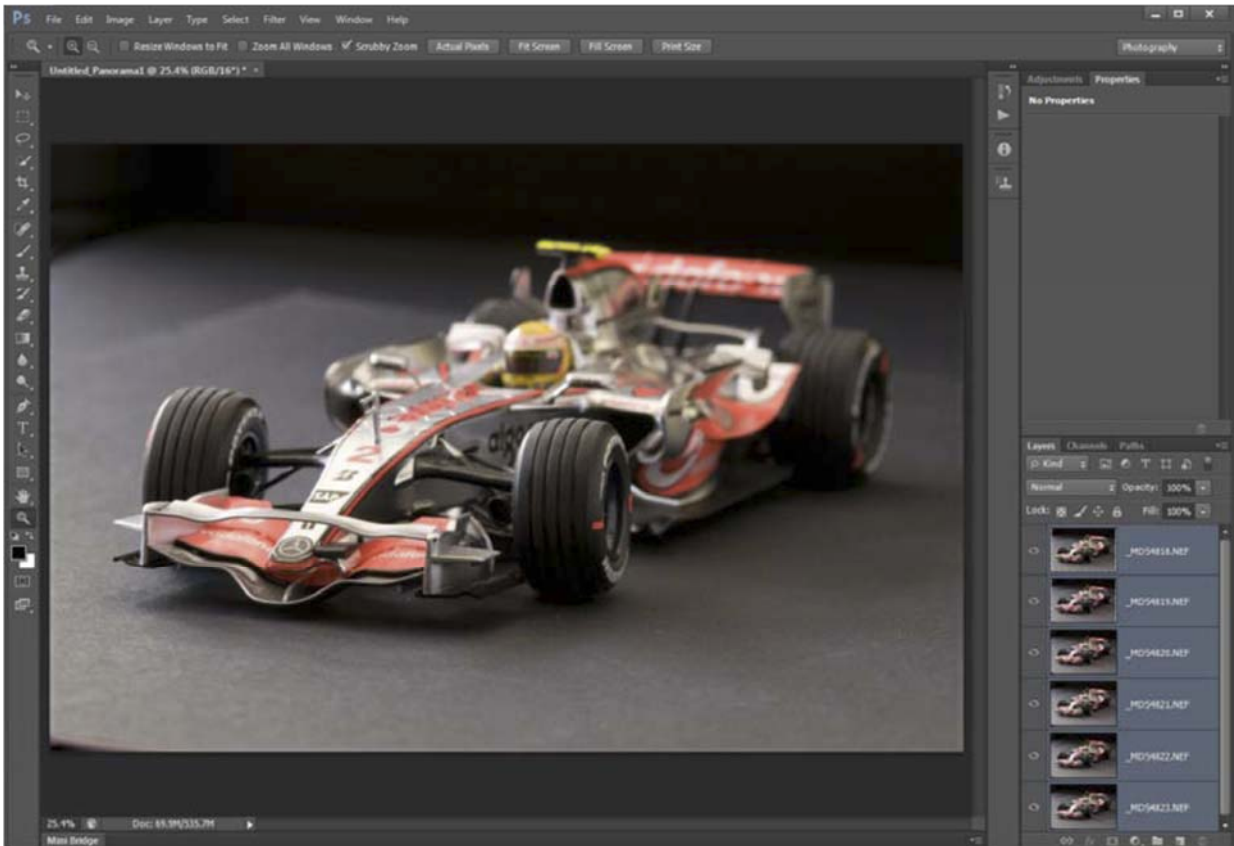 Ps File Edit Image Layer Type Select Filter View Window Help
Resize Windows to Fit Zoom All Windows Scrubby Zoom Actual Pixels Fit Screen Fill Screen Print Size Photography
Untitled_Panorama1 @ 25.4% (RGB/16*) * ×
Adjustments Properties
No Properties
2
SAP
Layers Channels Paths
Kind
Normal Opacity: 100%
Lock: Fill: 100%
_MDS4818.NEF
_MDS4819.NEF
_MDS4820.NEF
_MDS4821.NEF
_MDS4822.NEF
_MDS4823.NEF
25.4% Doc: 69.9M/535.7M
Mini Bridge